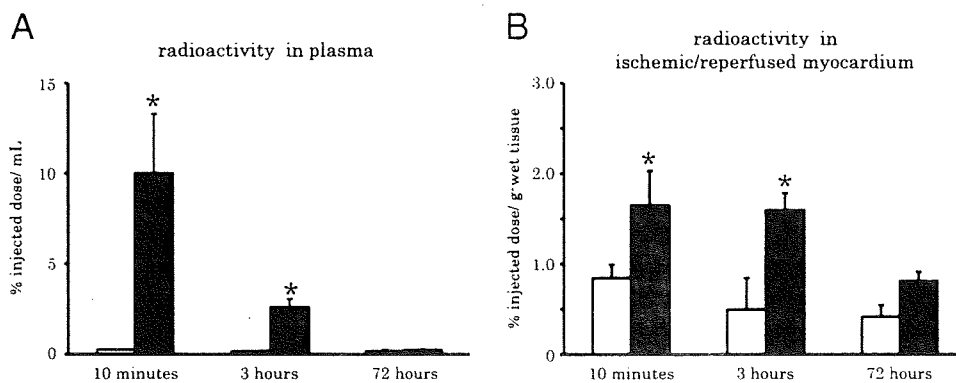 A
radioactivity in plasma
% injected dose/ mL
15
10
5
0
*
*
10 minutes
3 hours
72 hours
B
radioactivity in
ischemic/reperfused myocardium
% injected dose/ g·wet tissue
3.0
2.0
1.0
0
*
*
10 minutes
3 hours
72 hours